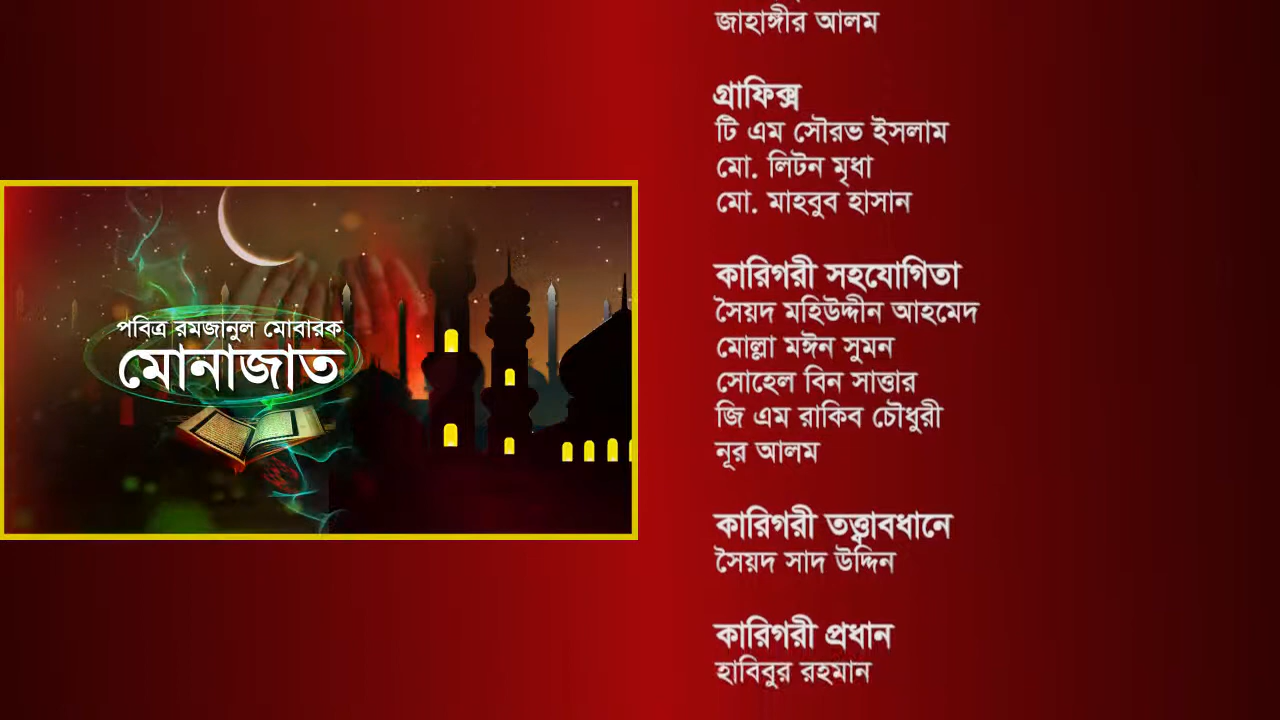 পবিত্র রমজানুল মোবারক
মোনাজাত
জাহাঙ্গীর আলম
গ্রাফিক্স
টি এম সৌরভ ইসলাম
মো. লিটন মৃধা
মো. মাহবুব হাসান
কারিগরী সহযোগিতা
সৈয়দ মহিউদ্দীন আহমেদ
মোল্লা মঈন সুমন
সোহেল বিন সাত্তার
জি এম রাকিব চৌধুরী
নূর আলম
কারিগরী তত্ত্বাবধানে
সৈয়দ সাদ উদ্দিন
কারিগরী প্রধান
হাবিবুর রহমান